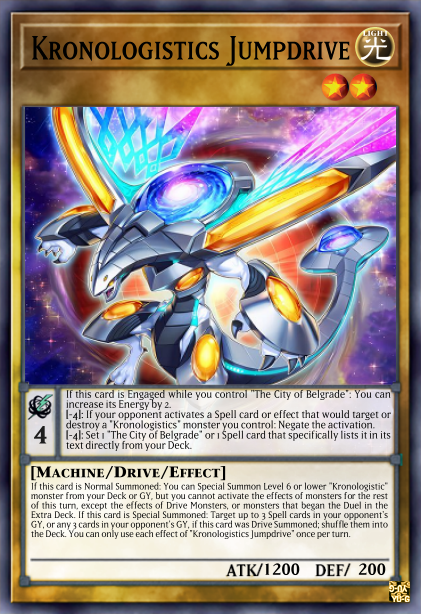 Kronologistics Jumpdrive
LIGHT
光
If this card is Engaged while you control "The City of Belgrade": You can
increase its Energy by 2.
[-4]: If your opponent activates a Spell card or effect that would target or
destroy a "Kronologistics" monster you control: Negate the activation.
[-4]: Set 1 "The City of Belgrade" or 1 Spell card that specifically lists it in its
text directly from your Deck.
4
[Machine/Drive/Effect]
If this card is Normal Summoned: You can Special Summon Level 6 or lower "Kronologistic"
monster from your Deck or GY, but you cannot activate the effects of monsters for the rest
of this turn, except the effects of Drive Monsters, or monsters that began the Duel in the
Extra Deck. If this card is Special Summoned: Target up to 3 Spell cards in your opponent's
GY, or any 3 cards in your opponent's GY, if this card was Drive Summoned; shuffle them into
the Deck. You can only use each effect of "Kronologistics Jumpdrive" once per turn.
ATK/1200 DEF/ 200